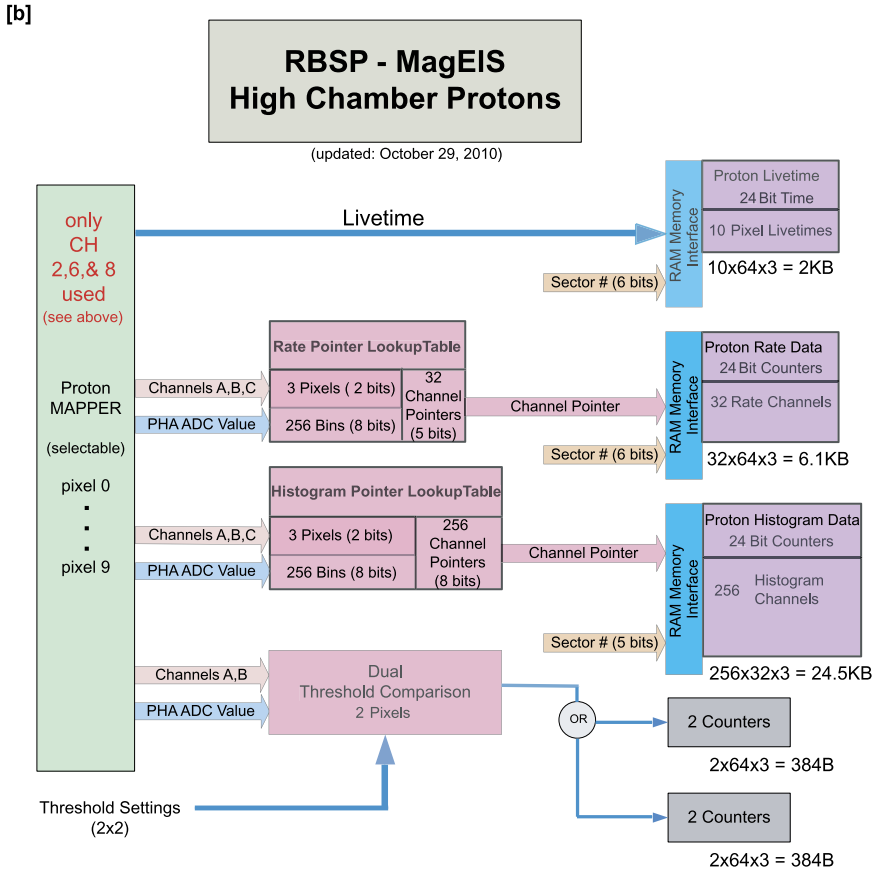 [b]
RBSP - MagEIS
High Chamber Protons
(updated: October 29, 2010)
only
CH
2,6,& 8
used
(see above)
Proton
MAPPER
(selectable)
pixel 0
.
.
.
pixel 9
Livetime
RAM Memory
Interface
Proton Livetime
24 Bit Time
10 Pixel Livetimes
10x64x3 = 2KB
Sector # (6 bits)
Rate Pointer LookupTable
Channels A,B,C
3 Pixels ( 2 bits)
PHA ADC Value
256 Bins (8 bits)
32
Channel
Pointers
(5 bits)
Channel Pointer
RAM Memory
Interface
Proton Rate Data
24 Bit Counters
32 Rate Channels
32x64x3 = 6.1KB
Sector # (6 bits)
Histogram Pointer LookupTable
Channels A,B,C
3 Pixels (2 bits)
PHA ADC Value
256 Bins (8 bits)
256
Channel
Pointers
(8 bits)
Channel Pointer
RAM Memory
Interface
Proton Histogram Data
24 Bit Counters
256 Histogram
Channels
Sector # (5 bits)
256x32x3 = 24.5KB
Channels A,B
PHA ADC Value
Dual
Threshold Comparison
2 Pixels
OR
2 Counters
2x64x3 = 384B
Threshold Settings
(2x2)
2 Counters
2x64x3 = 384B